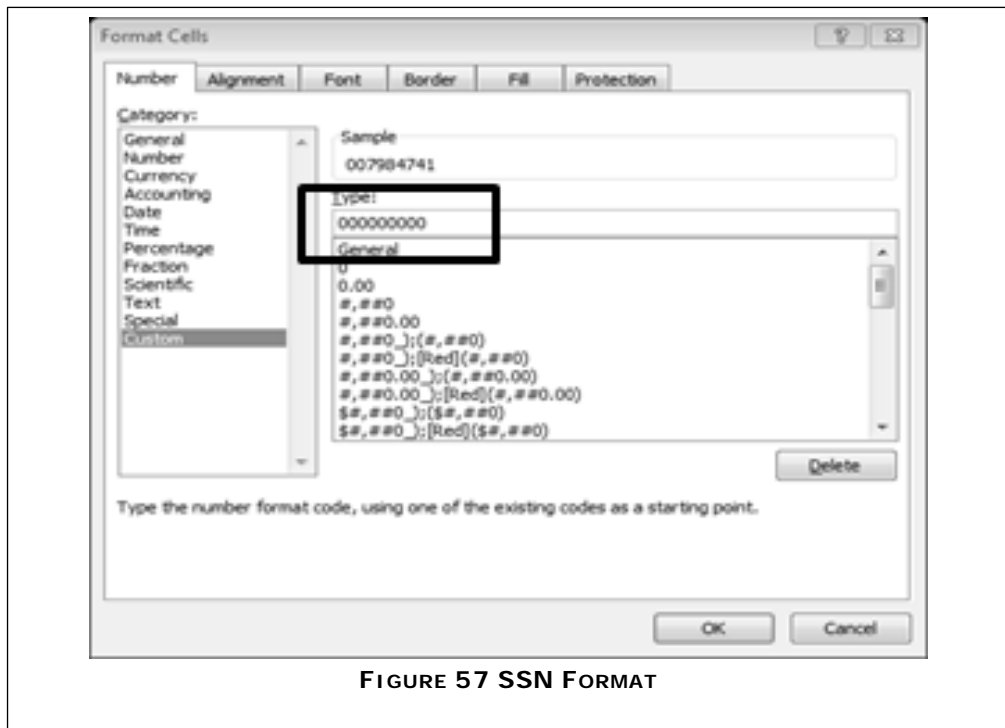 Format Cells
Number Alignment Font Border Fill Protection
Category:
General
Number
Currency
Accounting
Date
Time
Percentage
Fraction
Scientific
Text
Special
Custom
Sample
007984741
Type:
000000000
General
0
0.00
#,##0
#,##0.00
#,##0_);(#,##0)
#,##0_);[Red](#,##0)
#,##0.00_);(#,##0.00)
#,##0.00_);[Red](#,##0.00)
$#,##0_);($#,##0)
$#,##0_);[Red]($#,##0)
Delete
Type the number format code, using one of the existing codes as a starting point.
OK Cancel
FIGURE 57 SSN FORMAT